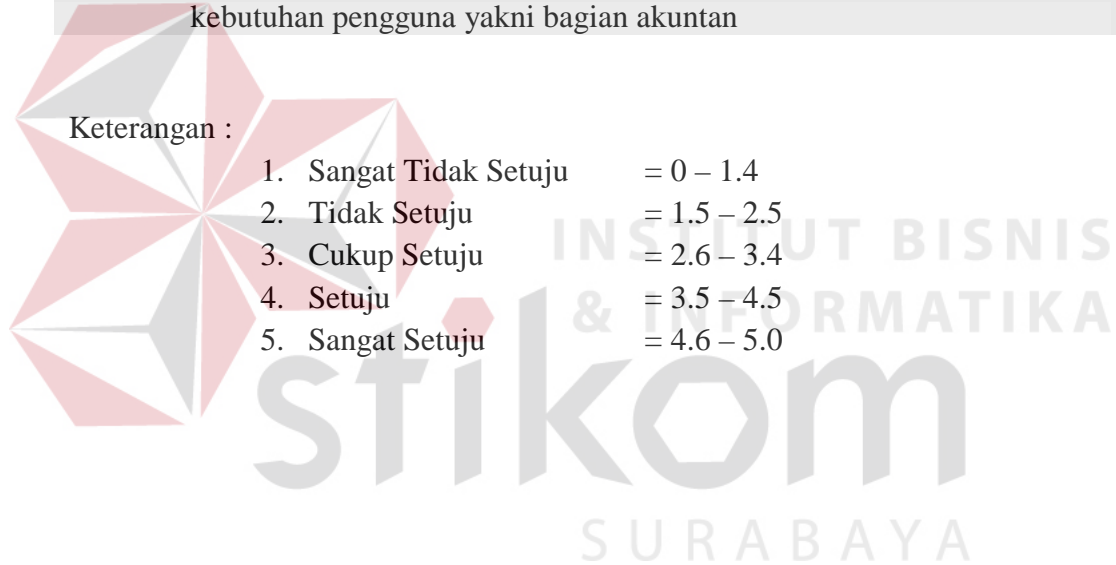 kebutuhan pengguna yakni bagian akuntan
Keterangan :
1. Sangat Tidak Setuju = 0 – 1.4
2. Tidak Setuju = 1.5 – 2.5
3. Cukup Setuju = 2.6 – 3.4
4. Setuju = 3.5 – 4.5
5. Sangat Setuju = 4.6 – 5.0
INSTITUT BISNIS
& INFORMATIKA
stikom
SURABAYA